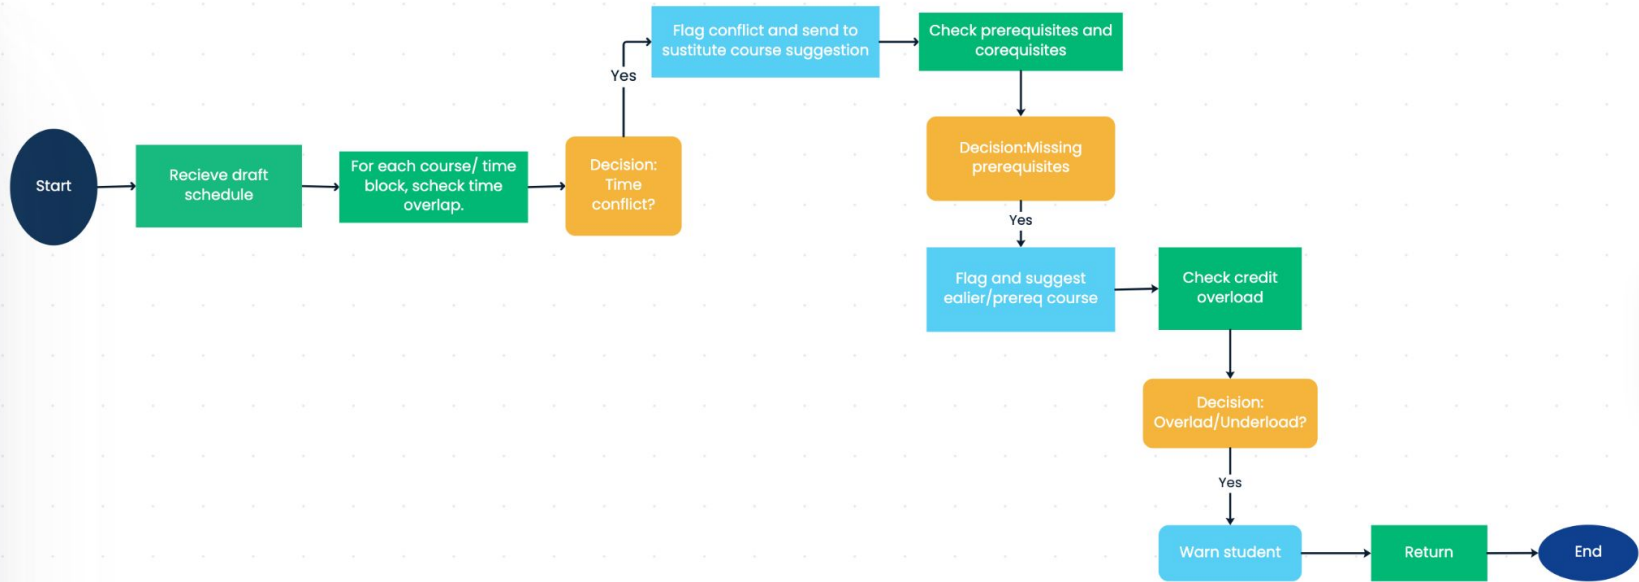 Start
Recieve draft
schedule
For each course/ time
block, scheck time
overlap.
Decision:
Time
conflict?
Yes
Flag conflict and send to
sustitute course suggestion
Check prerequisites and
corequisites
Decision:Missing
prerequisites
Yes
Flag and suggest
ealier/prereq course
Check credit
overload
Decision:
Overlad/Underload?
Yes
Warn student
Return
End